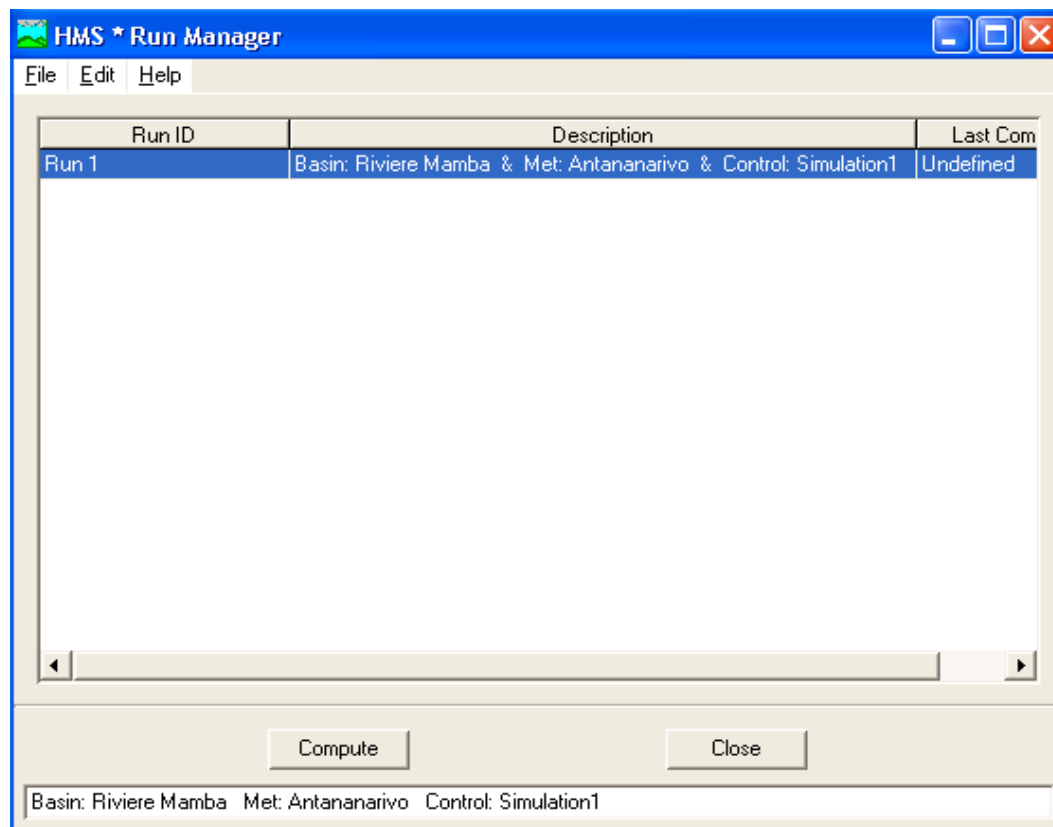 HMS * Run Manager
File Edit Help
Run ID Description Last Com
Run 1 Basin: Riviere Mamba & Met: Antananarivo & Control: Simulation1 Undefined
Compute Close
Basin: Riviere Mamba Met: Antananarivo Control: Simulation1